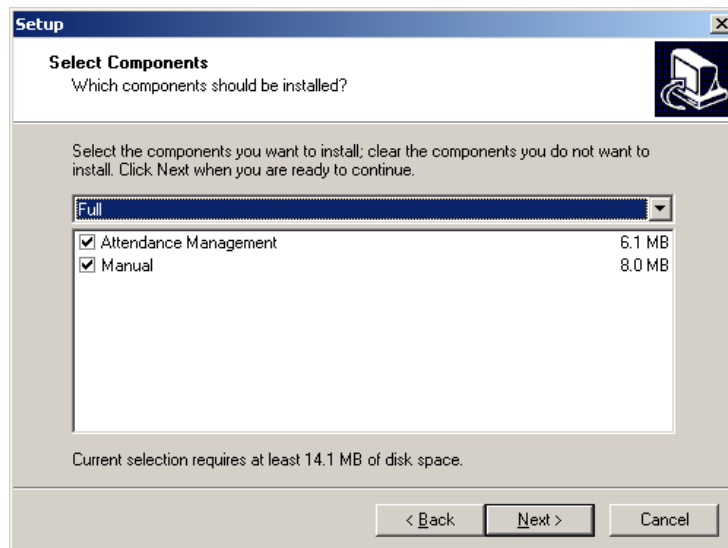 Setup
Select Components
Which components should be installed?
Select the components you want to install; clear the components you do not want to
install. Click Next when you are ready to continue.
Full
Attendance Management 6.1 MB
Manual 8.0 MB
Current selection requires at least 14.1 MB of disk space.
< Back Next > Cancel